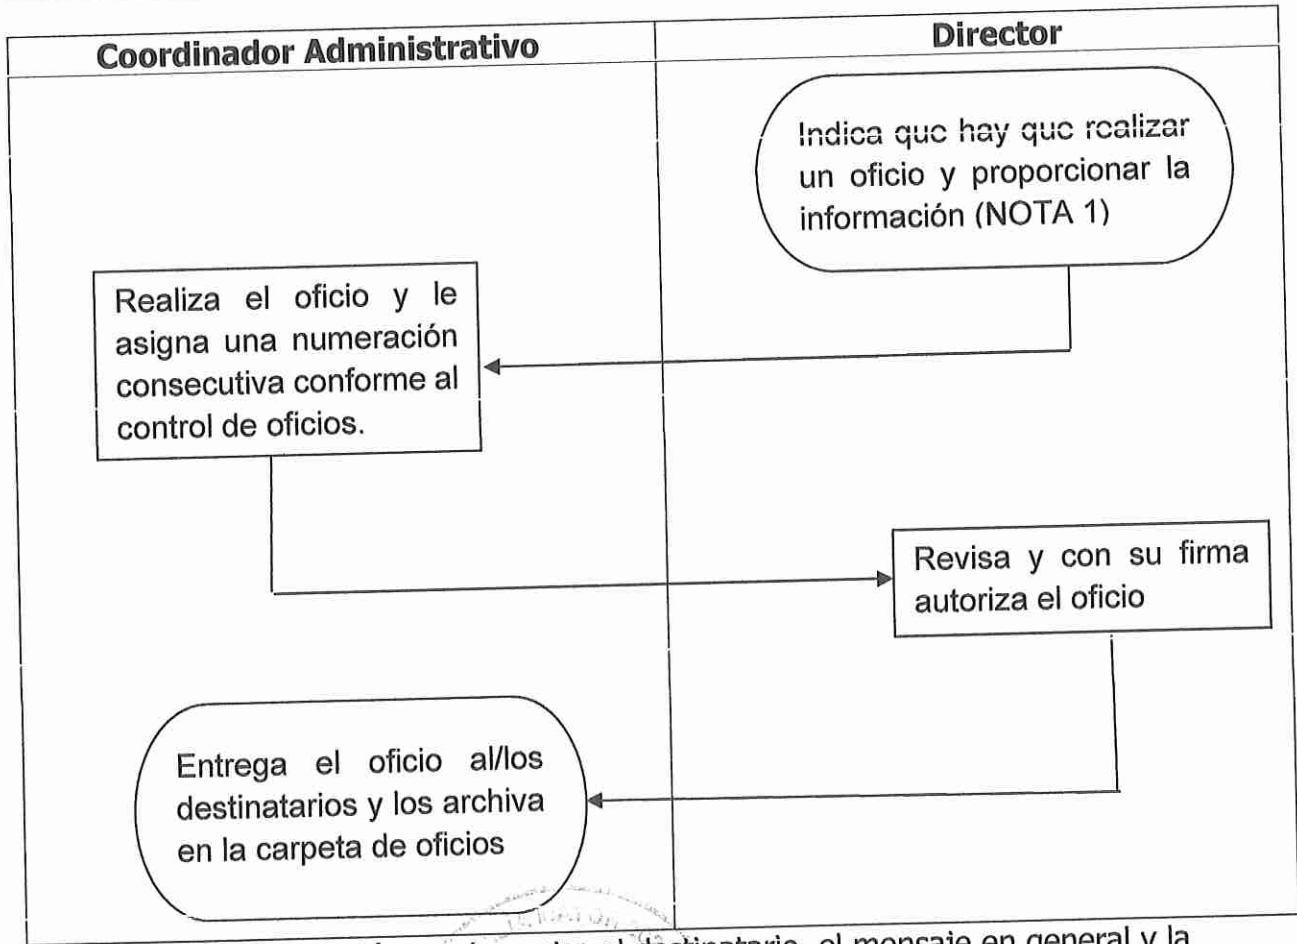 Coordinador Administrativo
Director
Indica que hay que realizar
un oficio y proporcionar la
información (NOTA 1)
Realiza el oficio y le
asigna una numeración
consecutiva conforme al
control de oficios.
Revisa y con su firma
autoriza el oficio
Entrega el oficio al/los
destinatarios y los archiva
en la carpeta de oficios
el destinatario, el mensaje en general y la